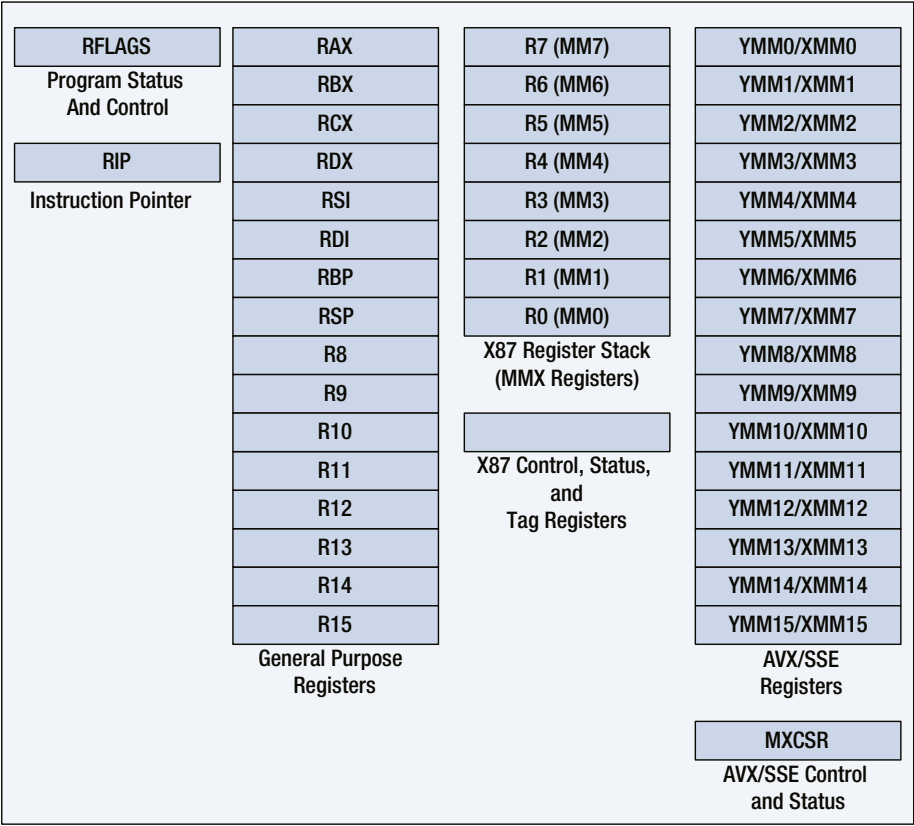 RFLAGS
Program Status
And Control
RIP
Instruction Pointer
RAX
RBX
RCX
RDX
RSI
RDI
RBP
RSP
R8
R9
R10
R11
R12
R13
R14
R15
General Purpose
Registers
R7 (MM7)
R6 (MM6)
R5 (MM5)
R4 (MM4)
R3 (MM3)
R2 (MM2)
R1 (MM1)
R0 (MM0)
X87 Register Stack
(MMX Registers)
X87 Control, Status,
and
Tag Registers
YMM0/XMM0
YMM1/XMM1
YMM2/XMM2
YMM3/XMM3
YMM4/XMM4
YMM5/XMM5
YMM6/XMM6
YMM7/XMM7
YMM8/XMM8
YMM9/XMM9
YMM10/XMM10
YMM11/XMM11
YMM12/XMM12
YMM13/XMM13
YMM14/XMM14
YMM15/XMM15
AVX/SSE
Registers
MXCSR
AVX/SSE Control
and Status